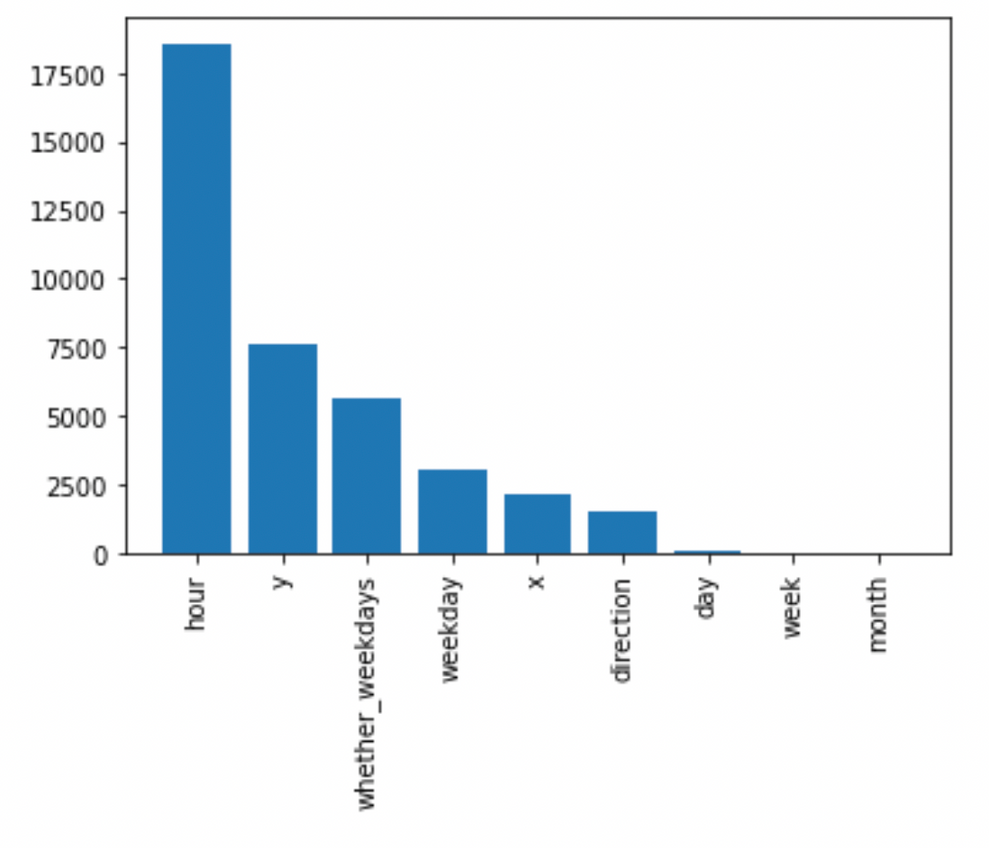 17500
15000
12500
10000
7500
5000
2500
0
hour
y
whether_weekdays
weekday
x
direction
day
week
month